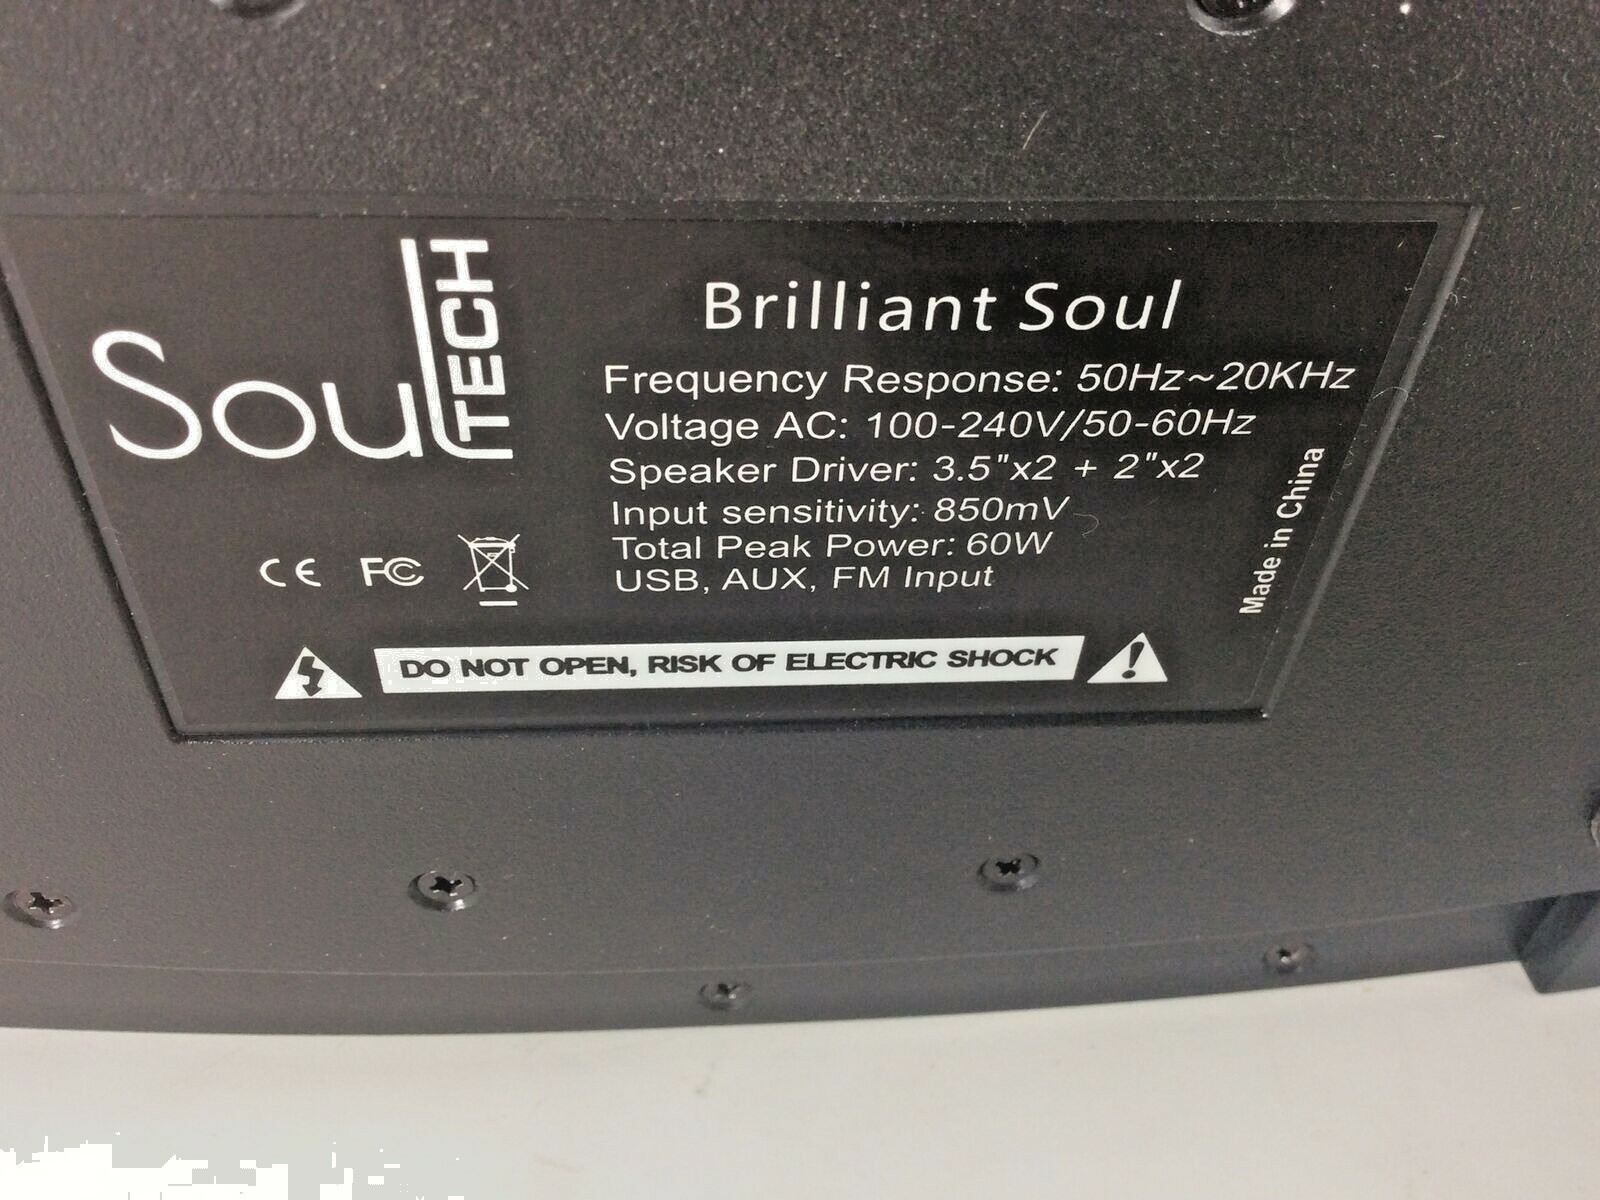 Soul TECH
Brilliant Soul
Frequency Response: 50Hz~20KHz
Voltage AC: 100-240V/50-60Hz
Speaker Driver: 3.5"x2 + 2"x2
Input sensitivity: 850mV
Total Peak Power: 60W
USB, AUX, FM Input
Made in China
CE FC
DO NOT OPEN, RISK OF ELECTRIC SHOCK